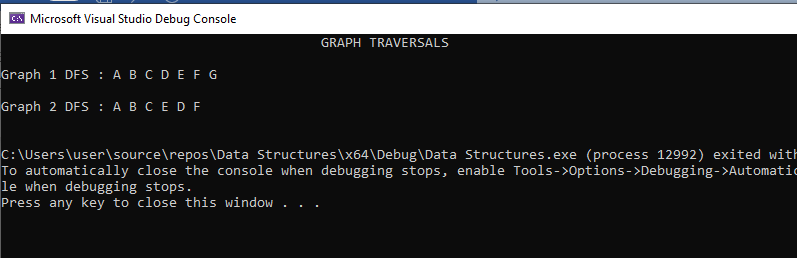 Microsoft Visual Studio Debug Console
GRAPH TRAVERSALS
Graph 1 DFS : A B C D E F G
Graph 2 DFS : A B C E D F
C:\Users\user\source\repos\Data Structures\x64\Debug\Data Structures.exe (process 12992) exited with
To automatically close the console when debugging stops, enable Tools->Options->Debugging->Automatic
le when debugging stops.
Press any key to close this window . . .